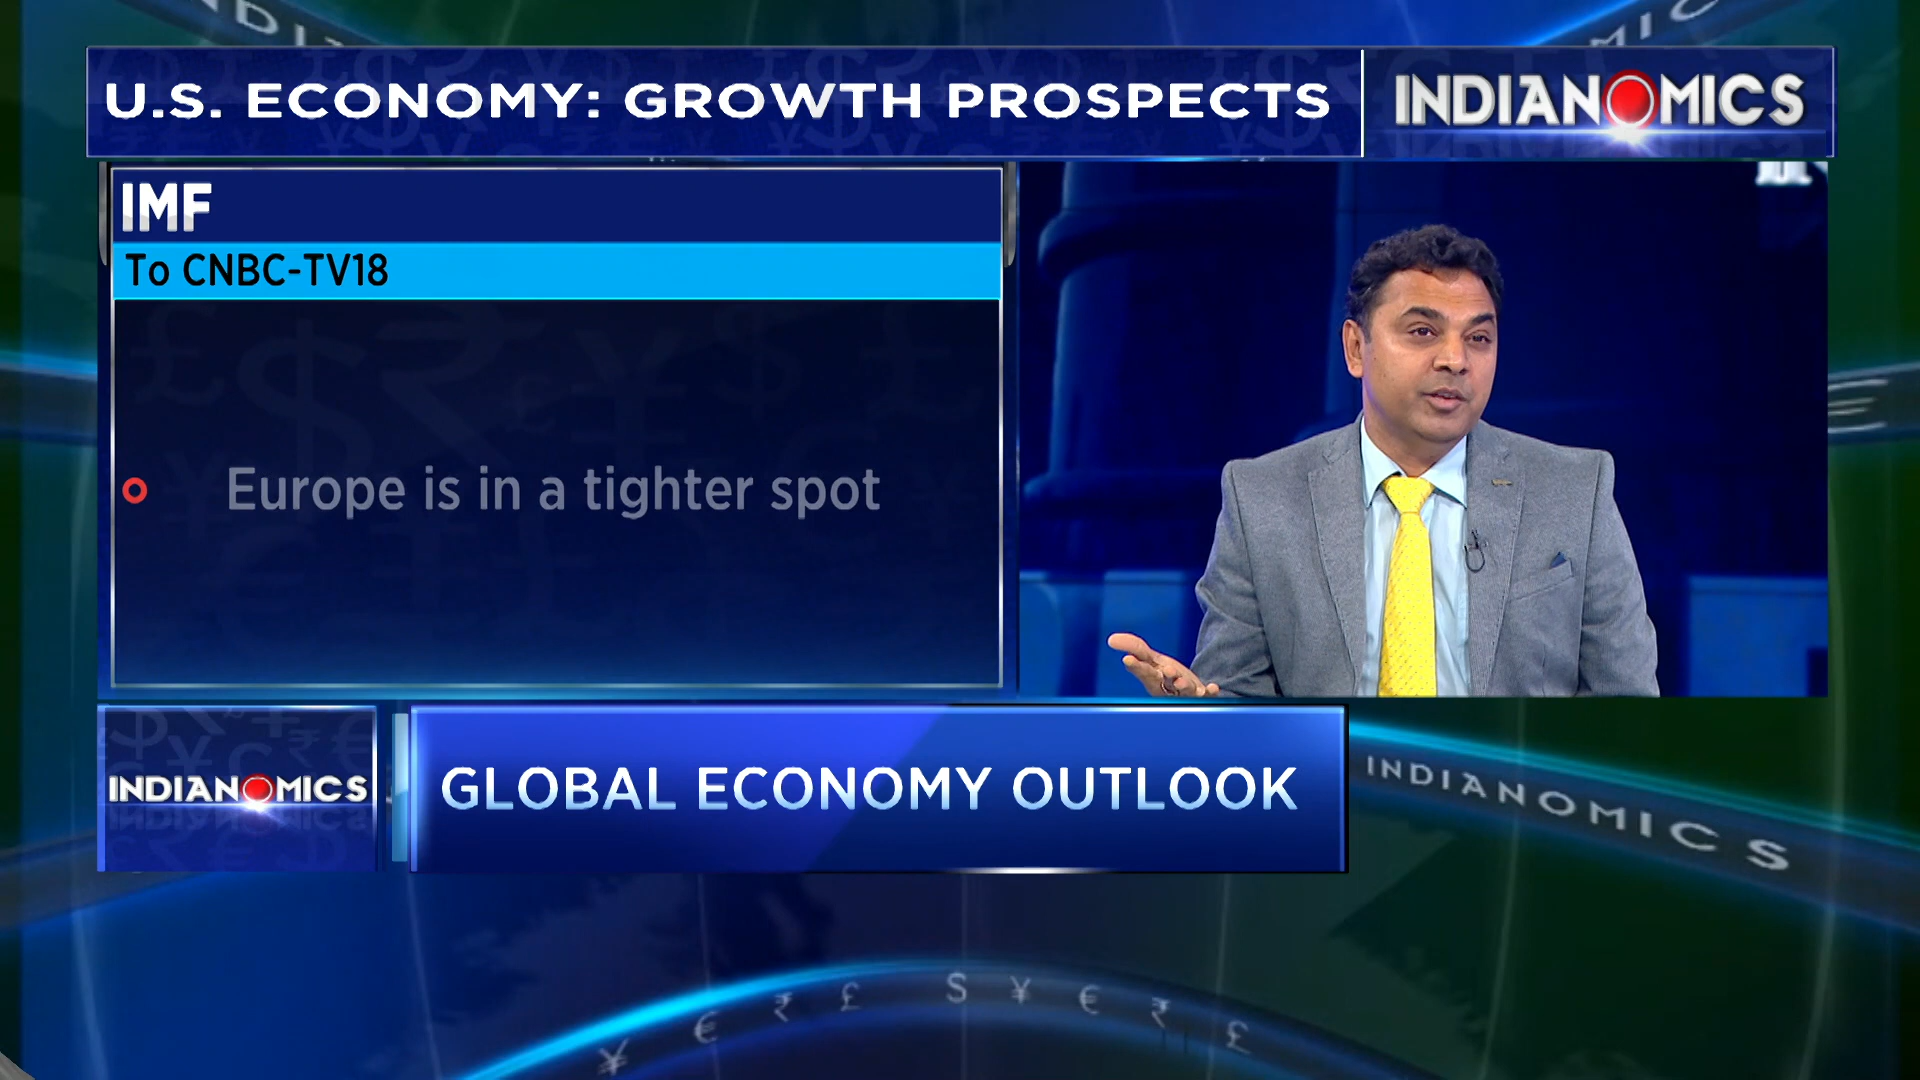 U.S. ECONOMY: GROWTH PROSPECTS
INDIANOMICS
IMF
To CNBC-TV18
Europe is in a tighter spot
INDIANOMICS
GLOBAL ECONOMY OUTLOOK
INDIANOMICS